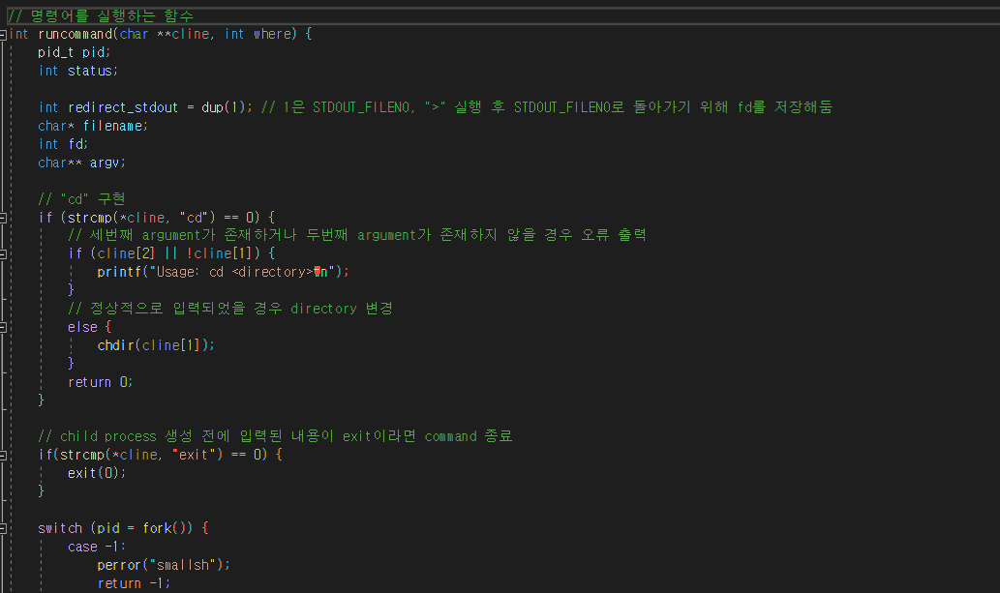 // 명령어를 실행하는 함수
int runcommand(char **cline, int where) {
pid_t pid;
int status;
int redirect_stdout = dup(1); // 1은 STDOUT_FILENO, ">" 실행 후 STDOUT_FILENO로 돌아가기 위해 fd를 저장해둠
char* filename;
int fd;
char** argv;
// "cd" 구현
if (strcmp(*cline, "cd") == 0) {
// 세번째 argument가 존재하거나 두번째 argument가 존재하지 않을 경우 오류 출력
if (cline[2] || !cline[1]) {
printf("Usage: cd <directory>₩n");
}
// 정상적으로 입력되었을 경우 directory 변경
else {
chdir(cline[1]);
}
return 0;
}
// child process 생성 전에 입력된 내용이 exit이라면 command 종료
if(strcmp(*cline, "exit") == 0) {
exit(0);
}
switch (pid = fork()) {
case -1:
perror("smallsh");
return -1;